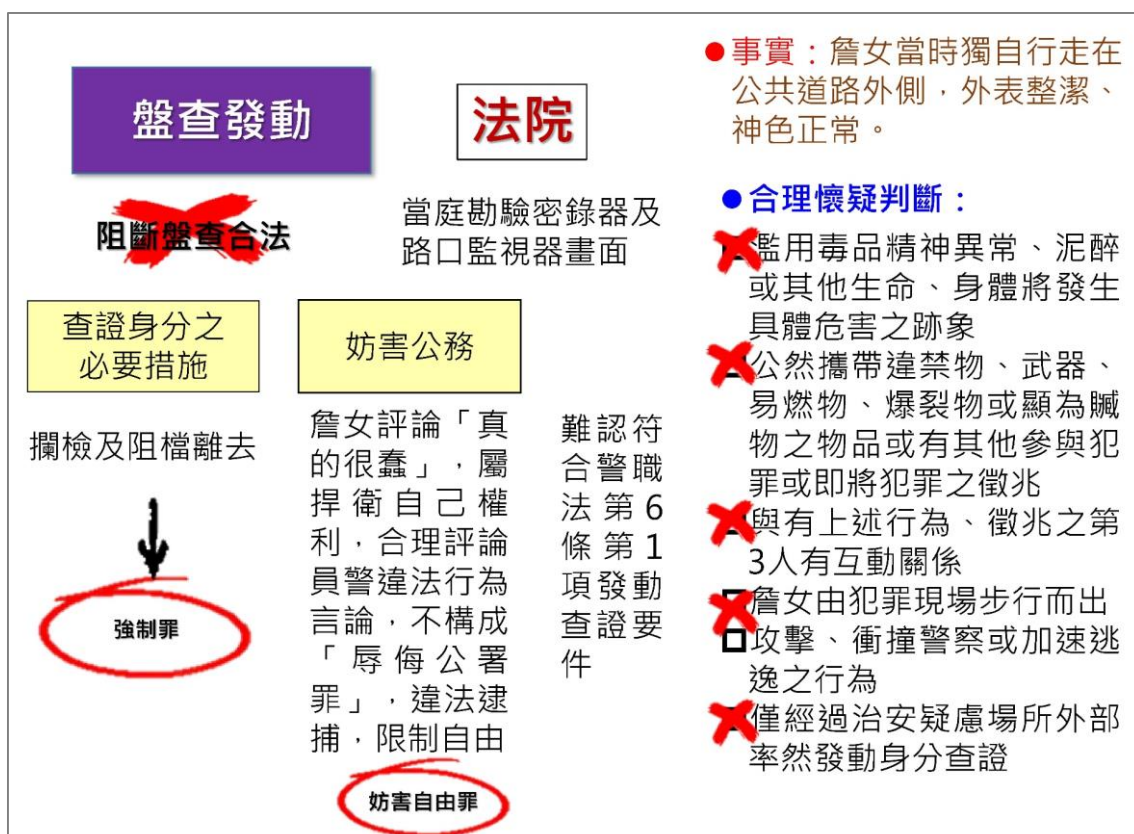 盤查發動
法院
阻斷盤查合法
當庭勘驗密錄器及
路口監視器畫面
查證身分之
必要措施
妨害公務
攔檢及阻檔離去
強制罪
詹女評論「真
的很蠢」，屬
捍衛自己權
利，合理評論
員警違法行為
言論，不構成
「辱侮公署
罪」，違法逮
捕，限制自由
妨害自由罪
難認符
合警職
法第6
條第1
項發動
查證要
件
●事實：詹女當時獨自行走在
公共道路外側，外表整潔、
神色正常。
●合理懷疑判斷：
濫用毒品精神異常、泥醉
或其他生命、身體將發生
具體危害之跡象
公然攜帶違禁物、武器、
易燃物、爆裂物或顯為贓
物之物品或有其他參與犯
罪或即將犯罪之徵兆
與有上述行為、徵兆之第
3人有互動關係
詹女由犯罪現場步行而出
攻擊、衝撞警察或加速逃
逸之行為
僅經過治安疑慮場所外部
率然發動身分查證